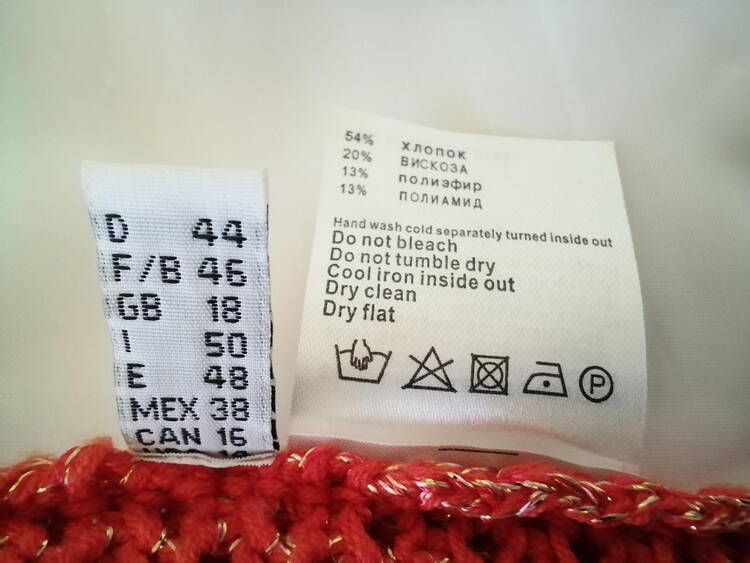 D 44
F/B 46
GB 18
I 50
E 48
MEX 38
CAN 16
54% ХЛОПОК
20% ВИСКОЗА
13% ПОЛИЭФИР
13% ПОЛИАМИД
Hand wash cold separately turned inside out
Do not bleach
Do not tumble dry
Cool iron inside out
Dry clean
Dry flat
P